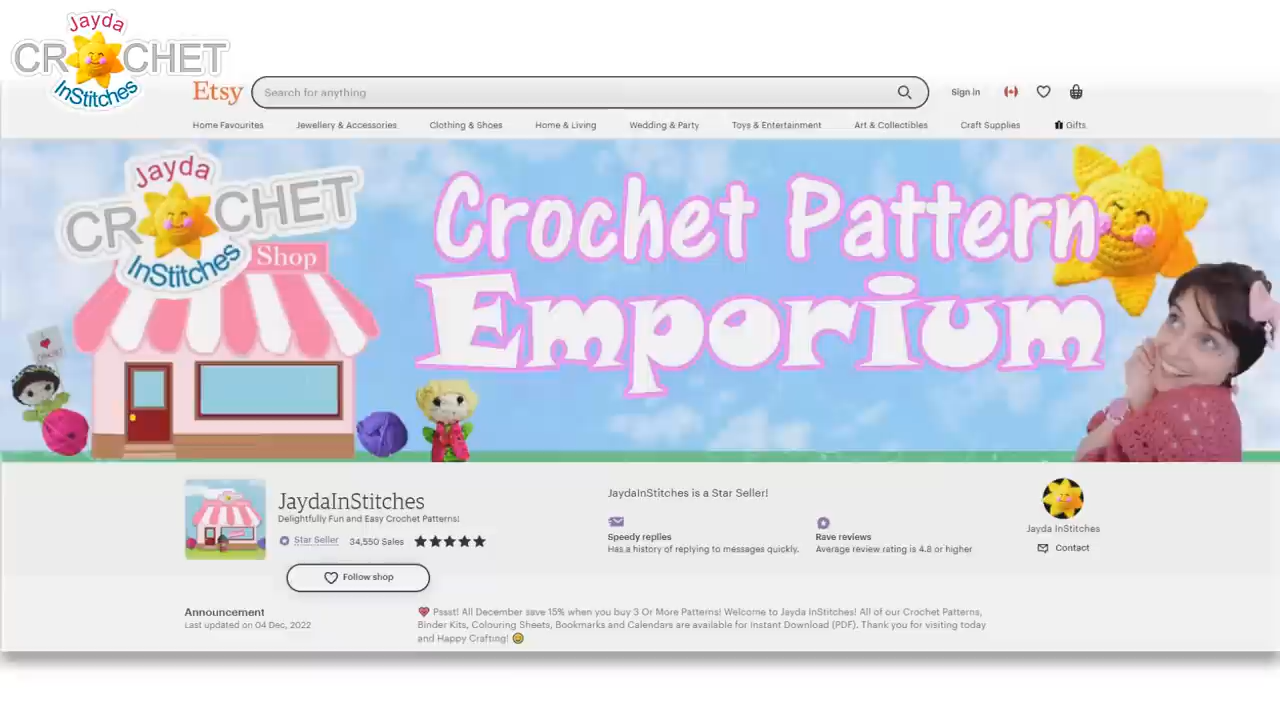 Jayda
CROCHET
InStitches
Etsy
Search for anything
Sign in
Home Favourites Jewellery & Accessories Clothing & Shoes Home & Living Wedding & Party Toys & Entertainment Art & Collectibles Craft Supplies Gifts
Jayda
CROCHET
InStitches
Shop
Crochet Pattern
Emporium
JaydaInStitches
Delightfully Fun and Easy Crochet Patterns!
Star Seller 34,550 Sales
Follow shop
JaydaInStitches is a Star Seller!
Speedy replies
Has a history of replying to messages quickly.
Rave reviews
Average review rating is 4.8 or higher
Jayda InStitches
Contact
Announcement
Last updated on 04 Dec, 2022
Pssst! All December save 15% when you buy 3 Or More Patterns! Welcome to Jayda InStitches! All of our Crochet Patterns,
Binder Kits, Colouring Sheets, Bookmarks and Calendars are available for Instant Download (PDF). Thank you for visiting today
and Happy Crafting!